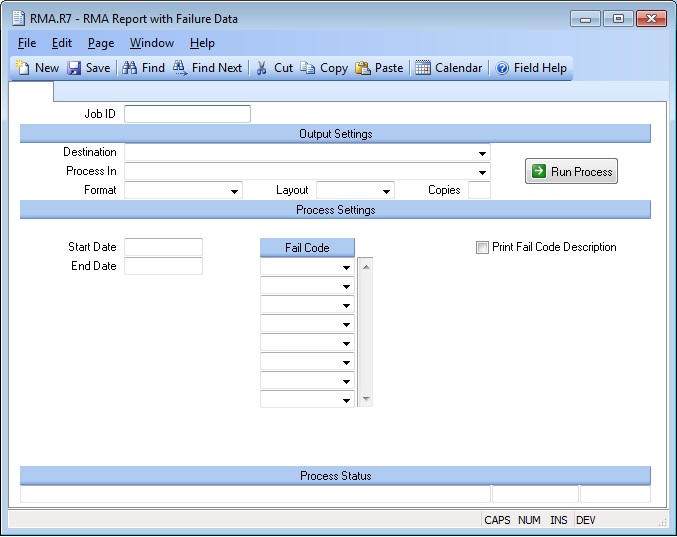 RMA.R7 - RMA Report with Failure Data
File Edit Page Window Help
New Save Find Find Next Cut Copy Paste Calendar Field Help
Job ID
Output Settings
Destination
Process In
Run Process
Format Layout Copies
Process Settings
Start Date Fail Code Print Fail Code Description
End Date
Process Status
CAPS NUM INS DEV